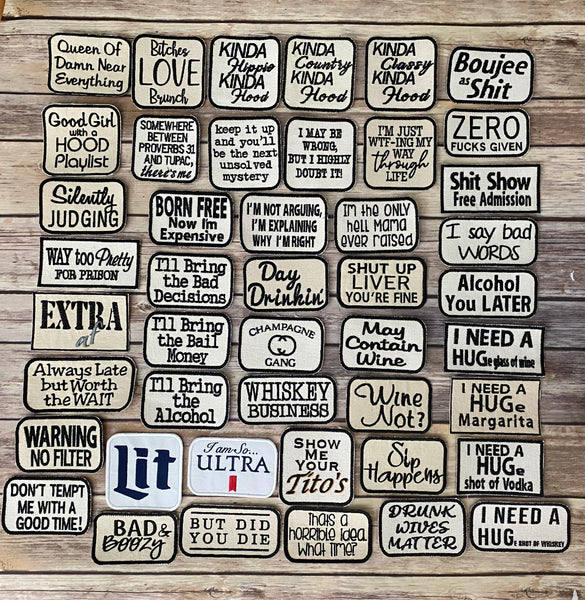 Queen Of
Damn Near
Everything
Bitches
LOVE
Brunch
KINDA
Hippie
KINDA
Hood
KINDA
Country
KINDA
Hood
KINDA
Classy
KINDA
Hood
Boujee
as Shit
Good Girl
with a
HOOD
Playlist
SOMEWHERE
BETWEEN
PROVERBS 31
AND TUPAC,
there's me
keep it up
and you'll
be the next
unsolved
mystery
I MAY BE
WRONG,
BUT I HIGHLY
DOUBT IT!
I'M JUST
WTF-ING MY
WAY
through
LIFE
ZERO
FUCKS GIVEN
Silently
JUDGING
BORN FREE
Now I'm
Expensive
I'M NOT ARGUING,
I'M EXPLAINING
WHY I'M RIGHT
Im the only
hell mama
ever raised
Shit Show
Free Admission
I say bad
WORDS
WAY too Pretty
FOR PRISON
I'll Bring
the Bad
Decisions
Day
Drinkin'
SHUT UP
LIVER
YOU'RE FINE
Alcohol
You LATER
EXTRA
af
I'll Bring
the Bail
Money
CHAMPAGNE
GANG
May
Contain
Wine
I NEED A
HUGe glass of wine
Always Late
but Worth
the WAIT
I'll Bring
the Alcohol
WHISKEY
BUSINESS
Wine
Not?
I NEED A
HUGe
Margarita
WARNING
NO FILTER
Lit
I am So...
ULTRA
SHOW
ME
YOUR
Tito's
Sip
Happens
I NEED A
HUGe
shot of Vodka
DON'T TEMPT
ME WITH A
GOOD TIME!
BAD &
BOOZY
BUT DID
YOU DIE
Thats a
horrible idea.
What time?
DRUNK
WIVES
MATTER
I NEED A
HUGE SHOT OF WHISKEY